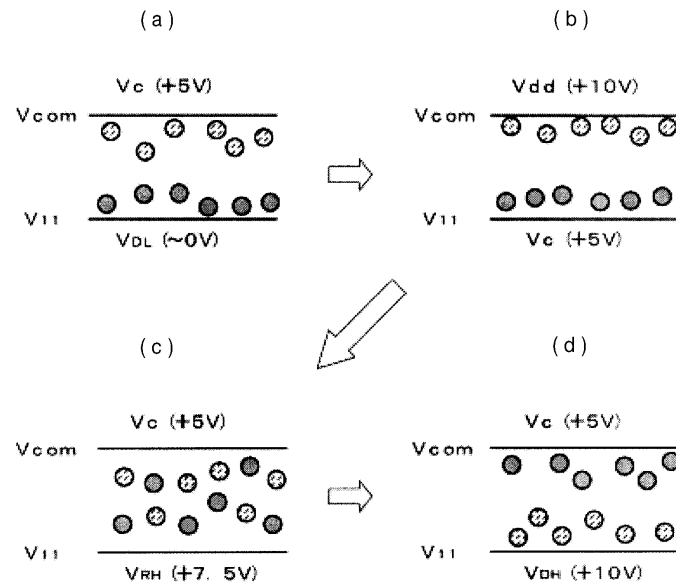 (a)
Vc (+5V)
Vcom
V11
VDL (~0V)
(b)
Vdd (+10V)
Vcom
V11
Vc (+5V)
(c)
Vc (+5V)
Vcom
V11
VRH (+7. 5V)
(d)
Vc (+5V)
Vcom
V11
VDH (+10V)